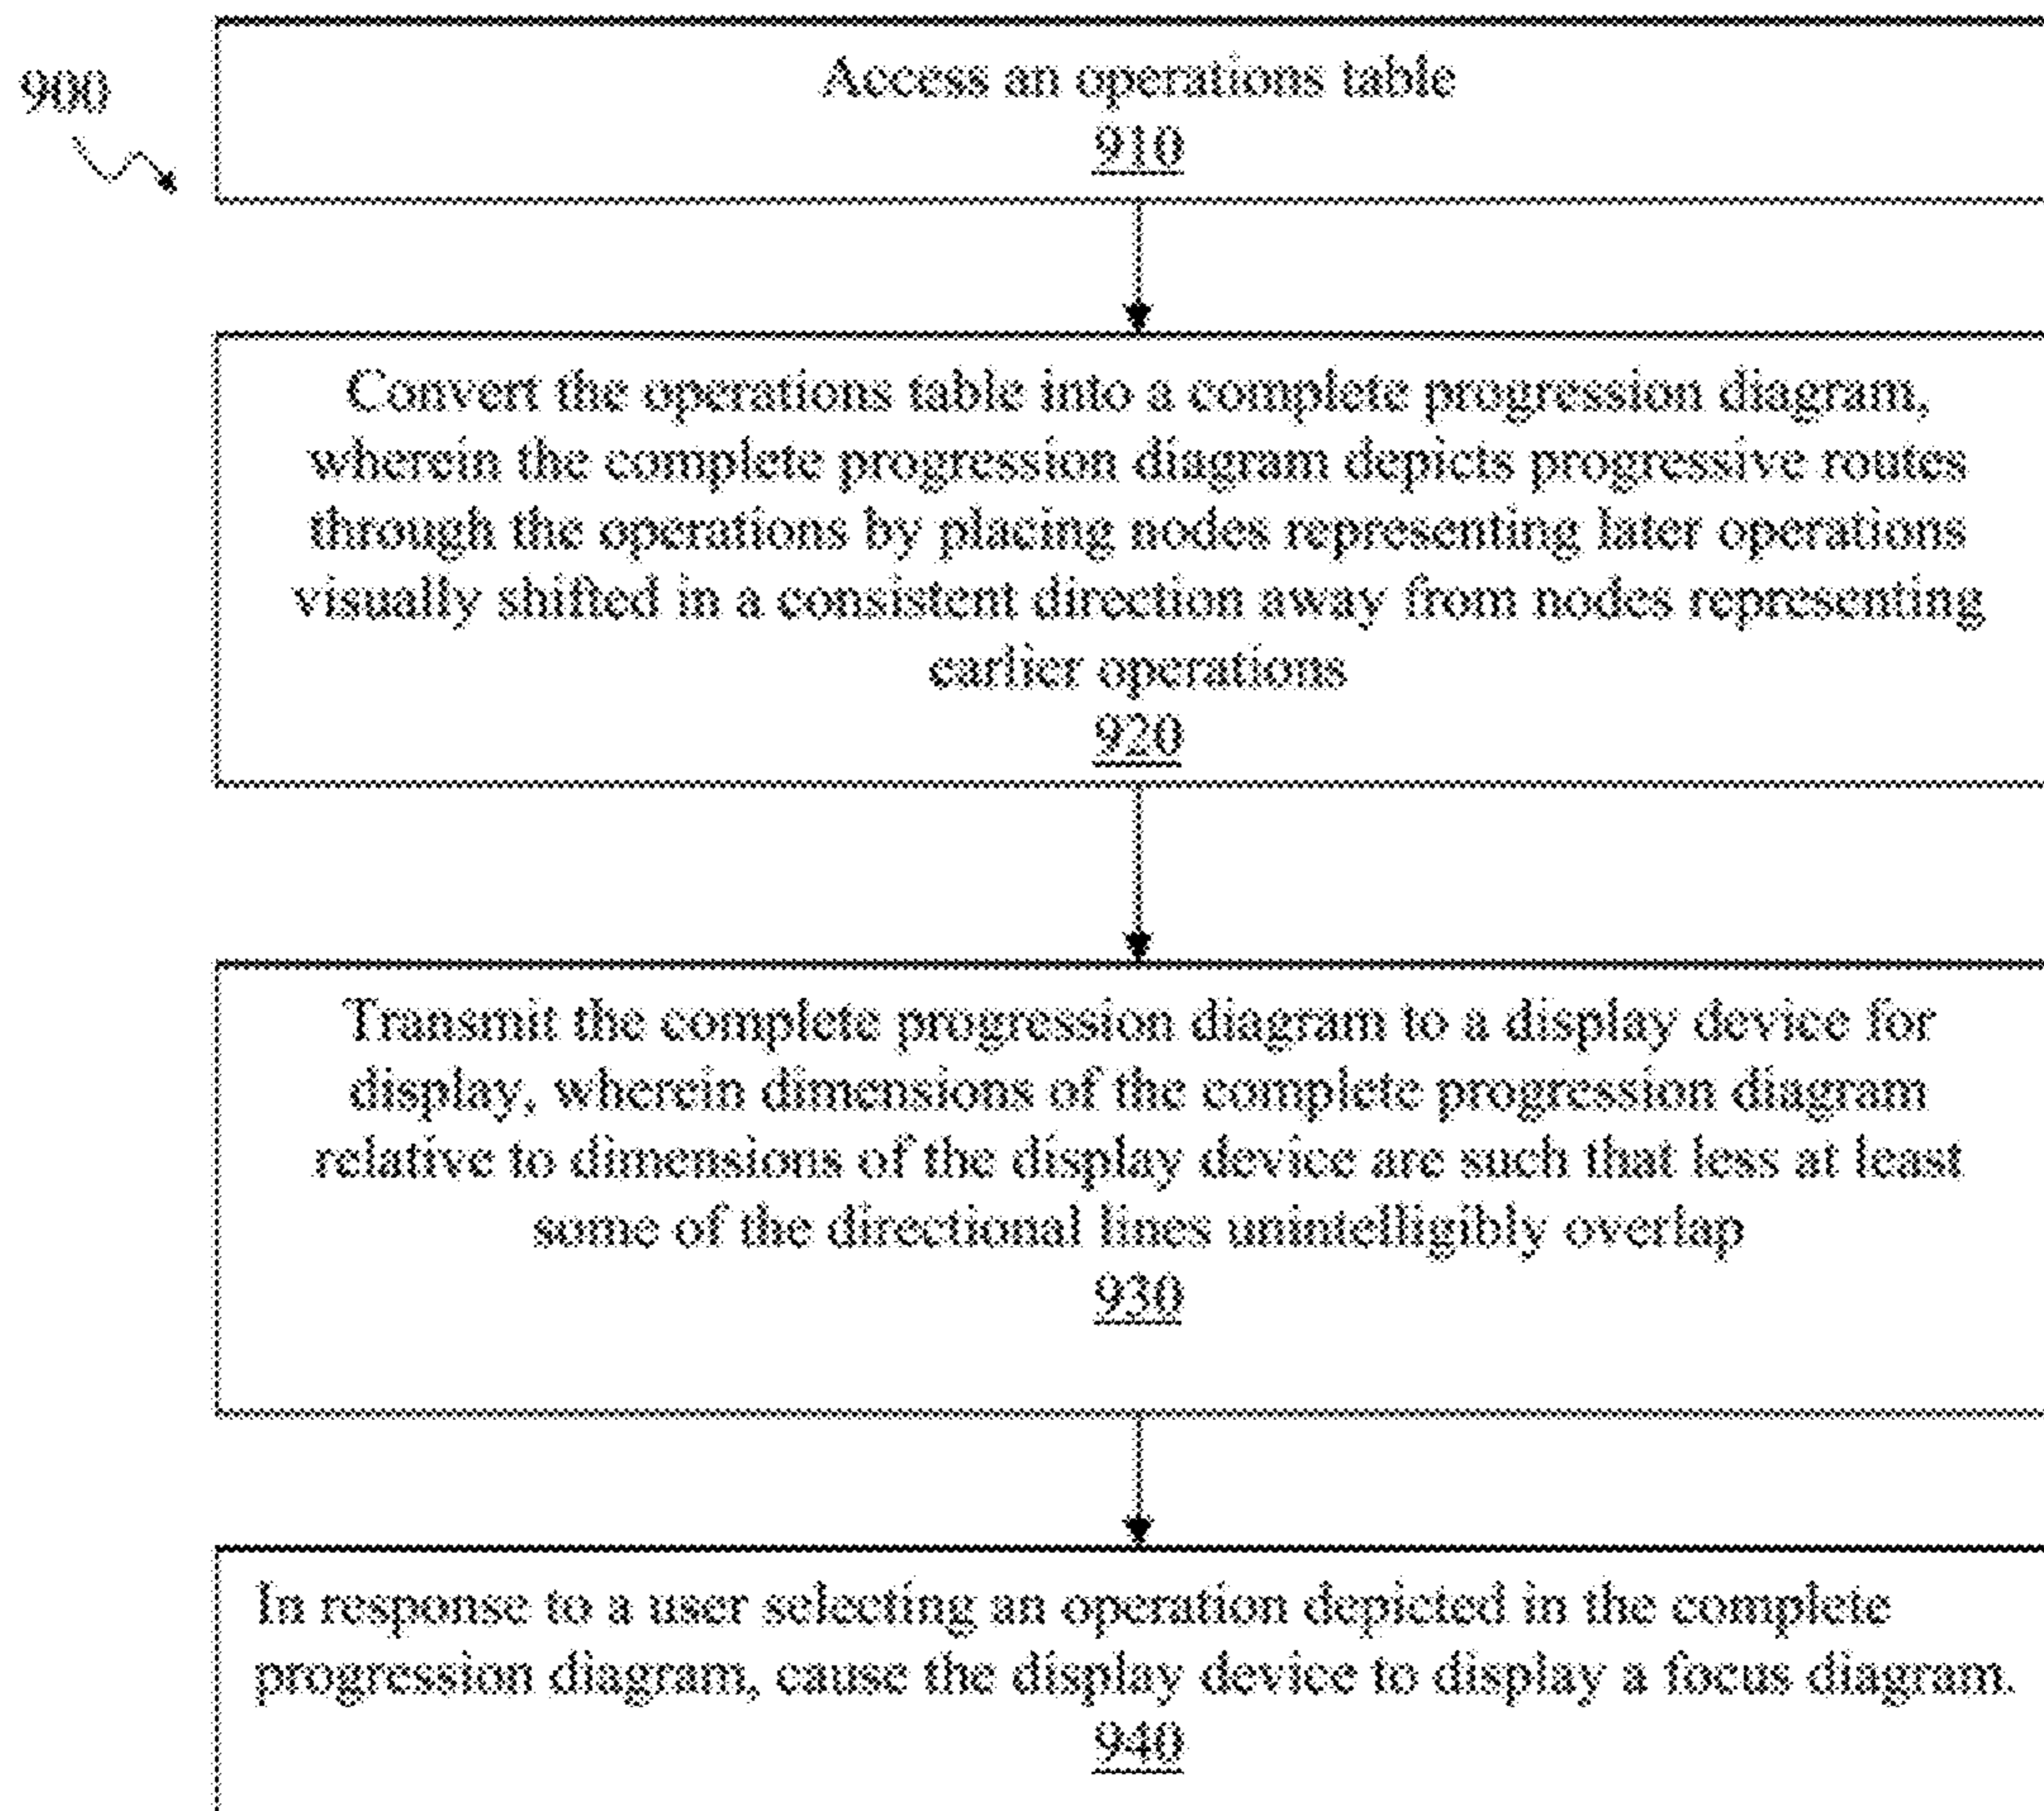 900
Access an operations table
910
Convert the operations table into a complete progression diagram,
wherein the complete progression diagram depicts progressive routes
through the operations by placing nodes representing later operations
visually shifted in a consistent direction away from nodes representing
earlier operations
920
Transmit the complete progression diagram to a display device for
display, wherein dimensions of the complete progression diagram
relative to dimensions of the display device are such that less at least
some of the directional lines unintelligibly overlap
930
In response to a user selecting an operation depicted in the complete
progression diagram, cause the display device to display a focus diagram.
940